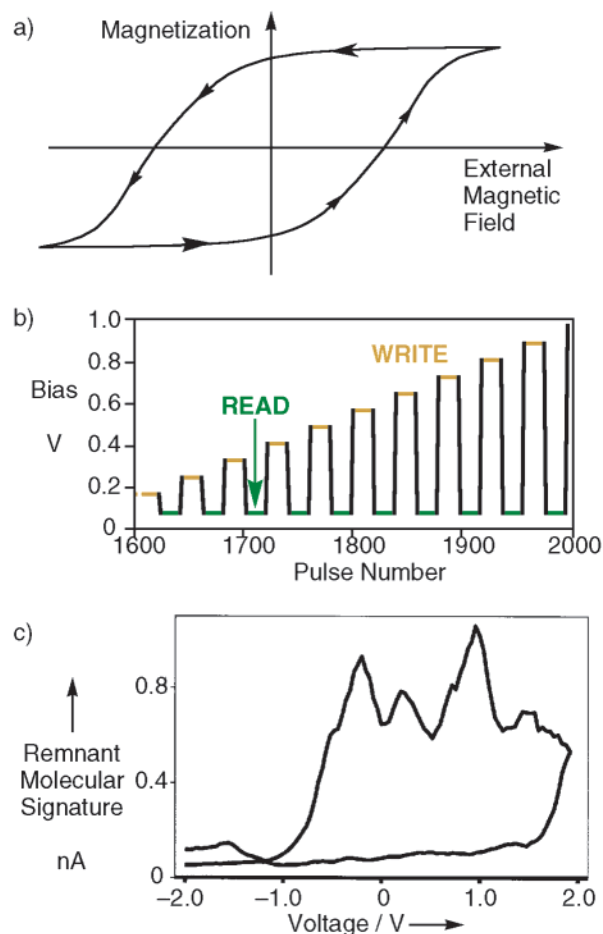 a)
Magnetization
External
Magnetic
Field
b)
1.0
0.8
Bias
0.6
V
0.4
0.2
0
WRITE
READ
1600
1700
1800
1900
2000
Pulse Number
c)
0.8
Remnant
Molecular
Signature
0.4
nA
0
–2.0
–1.0
0
1.0
2.0
Voltage / V